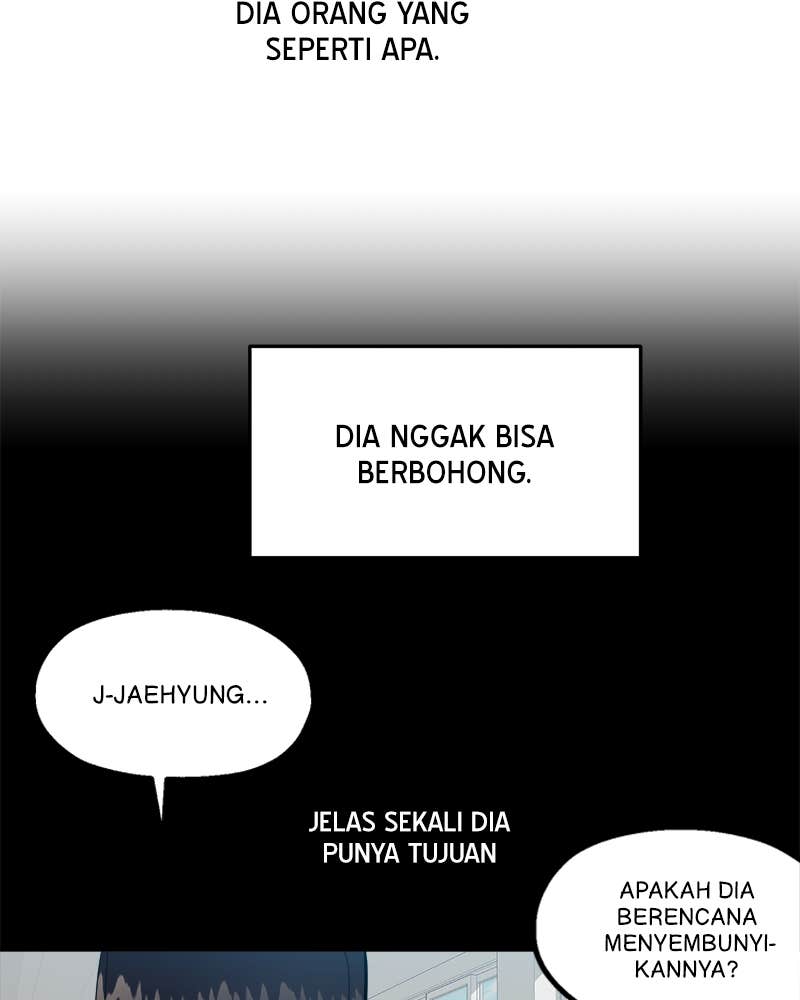 DIA ORANG YANG
SEPERTI APA.
DIA NGGAK BISA
BERBOHONG.
J-JAEHYUNG...
JELAS SEKALI DIA
PUNYA TUJUAN
APAKAH DIA
BERENCANA
MENYEMBUNYI-
KANNYA?